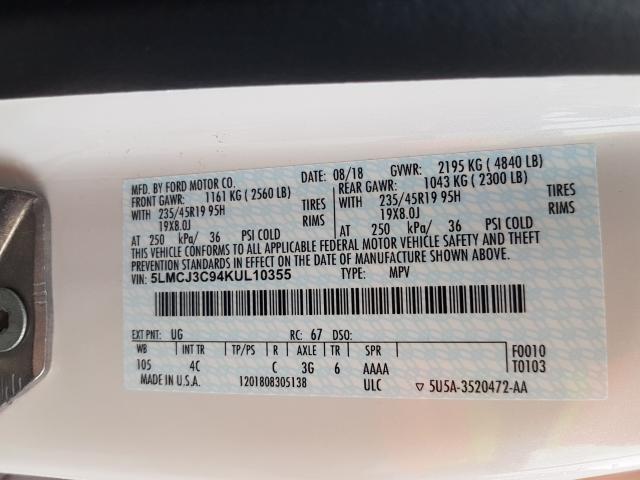 MFD. BY FORD MOTOR CO.
DATE: 08/18 GVWR: 2195 KG ( 4840 LB)
FRONT GAWR: 1161 KG ( 2560 LB) REAR GAWR: 1043 KG ( 2300 LB)
WITH 235/45R19 95H TIRES WITH 235/45R19 95H TIRES
19X8.0J RIMS 19X8.0J RIMS
AT 250 kPa/ 36 PSI COLD AT 250 kPa/ 36 PSI COLD
THIS VEHICLE CONFORMS TO ALL APPLICABLE FEDERAL MOTOR VEHICLE SAFETY AND THEFT
PREVENTION STANDARDS IN EFFECT ON THE DATE OF MANUFACTURE SHOWN ABOVE.
VIN: 5LMCJ3C94KUL10355 TYPE: MPV
EXT PNT: UG RC: 67 DSO:
WB INT TR TP/PS R AXLE TR SPR F0010
105 4C C 3G 6 AAAA T0103
MADE IN U.S.A. 1201808305138 ULC ▽ 5U5A-3520472-AA